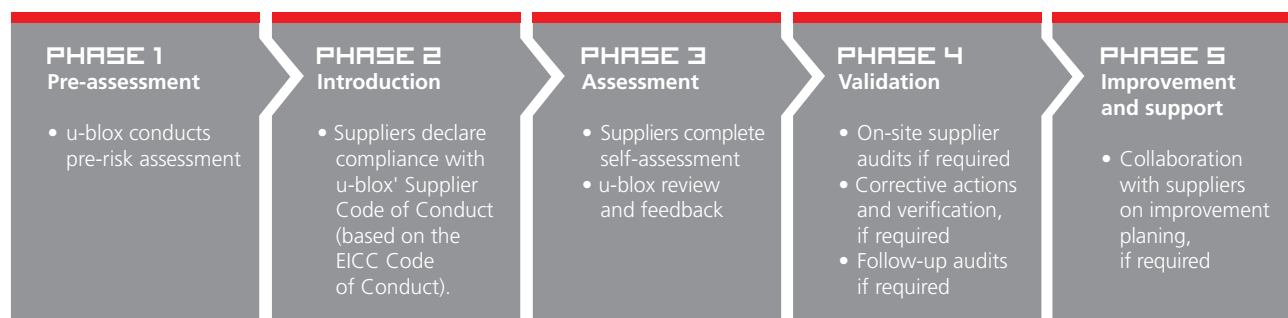 PHASE 1
Pre-assessment
• u-blox conducts
pre-risk assessment
PHASE 2
Introduction
• Suppliers declare
compliance with
u-blox' Supplier
Code of Conduct
(based on the
EICC Code
of Conduct).
PHASE 3
Assessment
• Suppliers complete
self-assessment
• u-blox review
and feedback
PHASE 4
Validation
• On-site supplier
audits if required
• Corrective actions
and verification,
if required
• Follow-up audits
if required
PHASE 5
Improvement
and support
• Collaboration
with suppliers
on improvement
planing,
if required